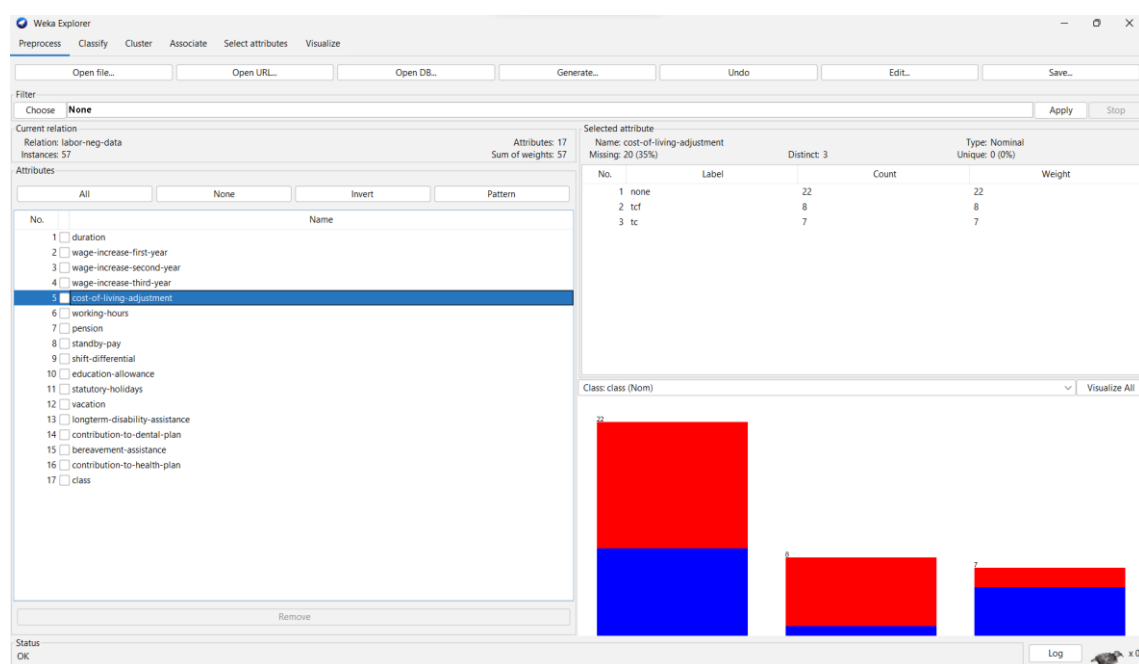 Weka Explorer
Preprocess Classify Cluster Associate Select attributes Visualize
Open file... Open URL... Open DB... Generate... Undo Edit... Save...
Filter
Choose None Apply Stop
Current relation
Relation: labor-neg-data Attributes: 17
Instances: 57 Sum of weights: 57
Attributes
All None Invert Pattern
No. Name
1 duration
2 wage-increase-first-year
3 wage-increase-second-year
4 wage-increase-third-year
5 cost-of-living-adjustment
6 working-hours
7 pension
8 standby-pay
9 shift-differential
10 education-allowance
11 statutory-holidays
12 vacation
13 longterm-disability-assistance
14 contribution-to-dental-plan
15 bereavement-assistance
16 contribution-to-health-plan
17 class
Remove
Selected attribute
Name: cost-of-living-adjustment Type: Nominal
Missing: 20 (35%) Distinct: 3 Unique: 0 (0%)
No. Label Count Weight
1 none 22 22
2 tcf 8 8
3 tc 7 7
Class: class (Nom) Visualize All
22
8
7
Status
OK
Log x 0